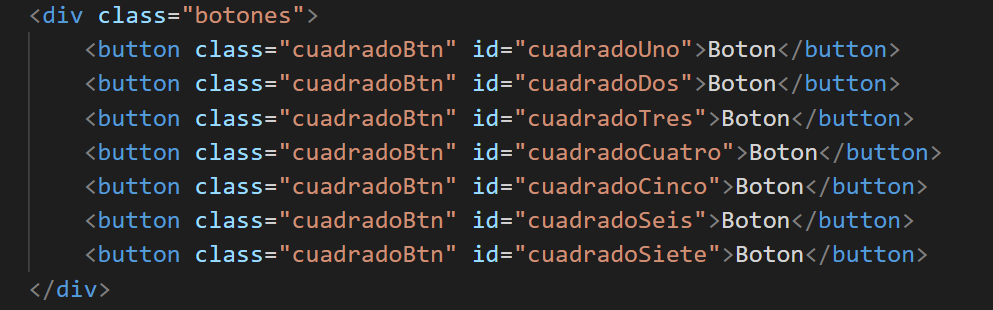 <div class="botones">
<button class="cuadradoBtn" id="cuadradoUno">Boton</button>
<button class="cuadradoBtn" id="cuadradoDos">Boton</button>
<button class="cuadradoBtn" id="cuadradoTres">Boton</button>
<button class="cuadradoBtn" id="cuadradoCuatro">Boton</button>
<button class="cuadradoBtn" id="cuadradoCinco">Boton</button>
<button class="cuadradoBtn" id="cuadradoSeis">Boton</button>
<button class="cuadradoBtn" id="cuadradoSiete">Boton</button>
</div>